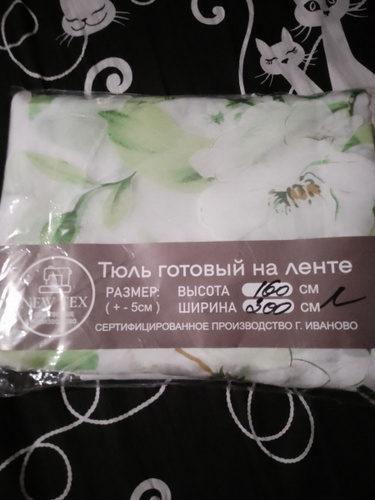 Тюль готовый на ленте
РАЗМЕР: ВЫСОТА 160 СМ
( + - 5см ) ШИРИНА 300 СМ
СЕРТИФИЦИРОВАННОЕ ПРОИЗВОДСТВО Г. ИВАНОВО
NEW TEX